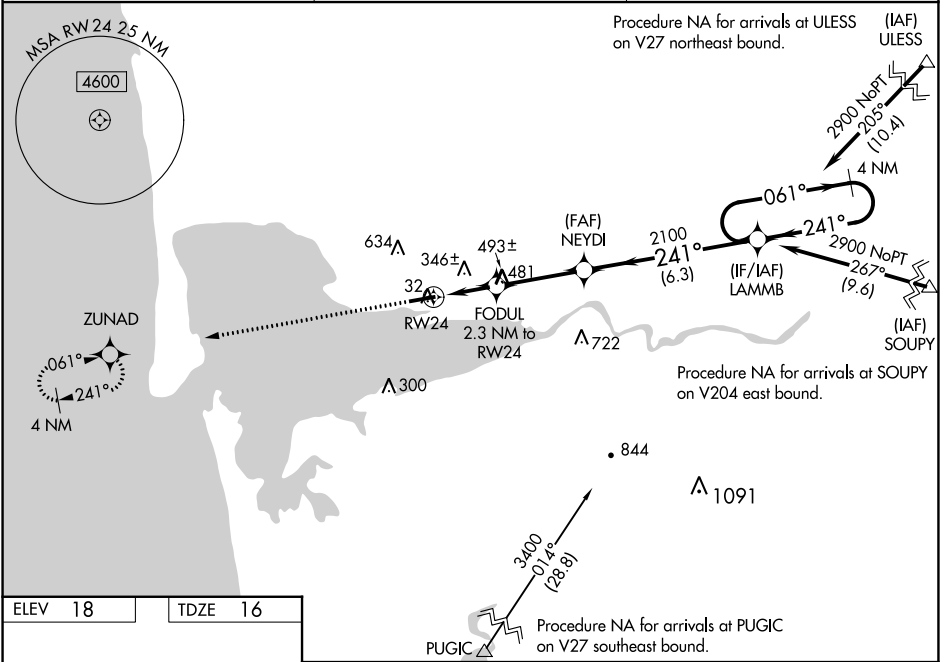 MSA RW24 25 NM
4600
Procedure NA for arrivals at ULESS
on V27 northeast bound.
(IAF)
ULESS
2900 NoPT
205°
(10.4)
4 NM
061°
241°
2900 NoPT
267°
(9.6)
(IAF)
SOUPY
(IF/IAF)
LAMMB
2100
241°
(6.3)
(FAF)
NEYDI
634
346±
493±
481
32
RW24
FODUL
2.3 NM to
RW24
722
300
ZUNAD
061°
241°
4 NM
Procedure NA for arrivals at SOUPY
on V204 east bound.
844
1091
3400
014°
(28.8)
PUGIC
Procedure NA for arrivals at PUGIC
on V27 southeast bound.
ELEV 18
TDZE 16